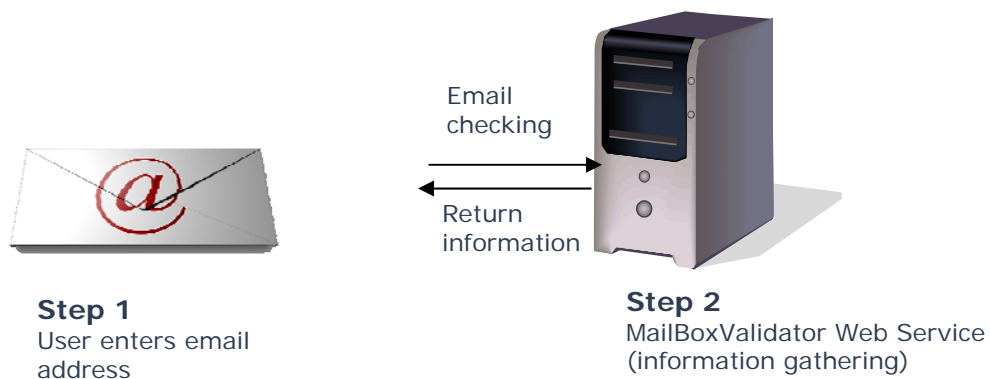 Email
checking
@
Return
information
Step 1
User enters email
address
Step 2
MailBoxValidator Web Service
(information gathering)